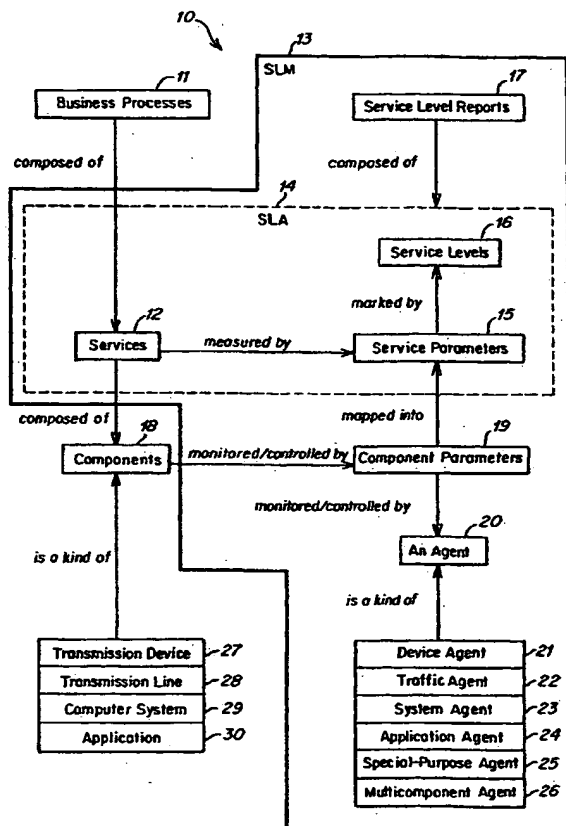 10
13
SLM
11
Business Processes
17
Service Level Reports
composed of
composed of
14
SLA
16
Service Levels
marked by
12
Services
measured by
15
Service Parameters
composed of
mapped into
18
Components
monitored/controlled by
19
Component Parameters
monitored/controlled by
20
An Agent
is a kind of
is a kind of
Transmission Device 27
Transmission Line 28
Computer System 29
Application 30
Device Agent 21
Traffic Agent 22
System Agent 23
Application Agent 24
Special-Purpose Agent 25
Multicomponent Agent 26